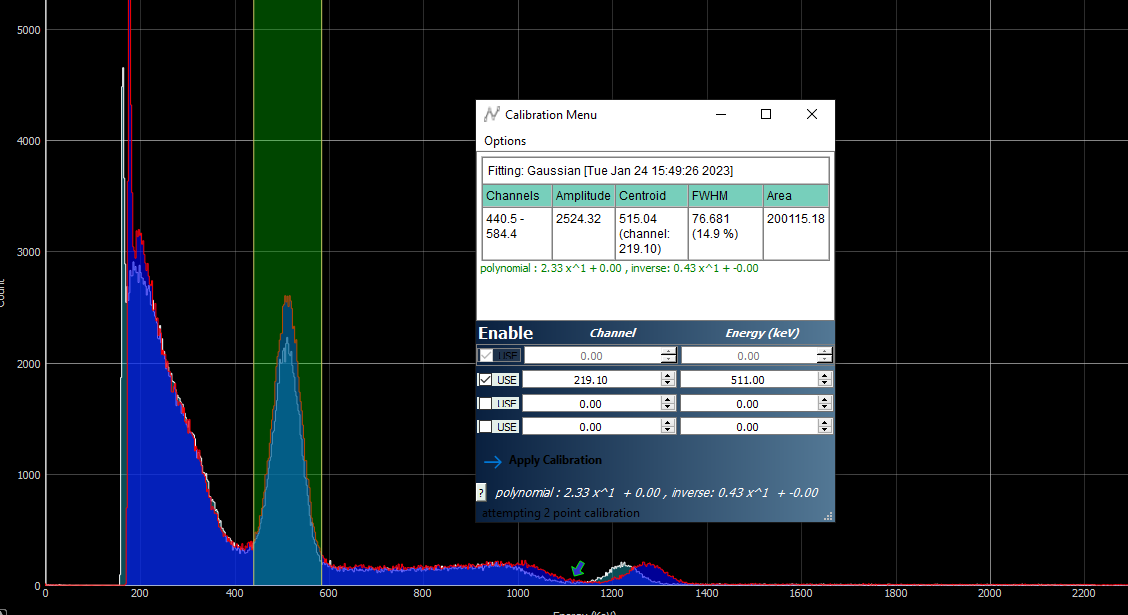 5000
4000
3000
2000
1000
0
Count
0 200 400 600 800 1000 1200 1400 1600 1800 2000 2200
Energy (KeV)
Calibration Menu
Options
Fitting: Gaussian [Tue Jan 24 15:49:26 2023]
Channels Amplitude Centroid FWHM Area
440.5 - 2524.32 515.04 76.681 200115.18
584.4 (channel: (14.9 %)
219.10)
polynomial : 2.33 x^1 + 0.00 , inverse: 0.43 x^1 + -0.00
Enable Channel Energy (keV)
USE 0.00 0.00
USE 219.10 511.00
USE 0.00 0.00
USE 0.00 0.00
Apply Calibration
? polynomial : 2.33 x^1 + 0.00 , inverse: 0.43 x^1 + -0.00
attempting 2 point calibration